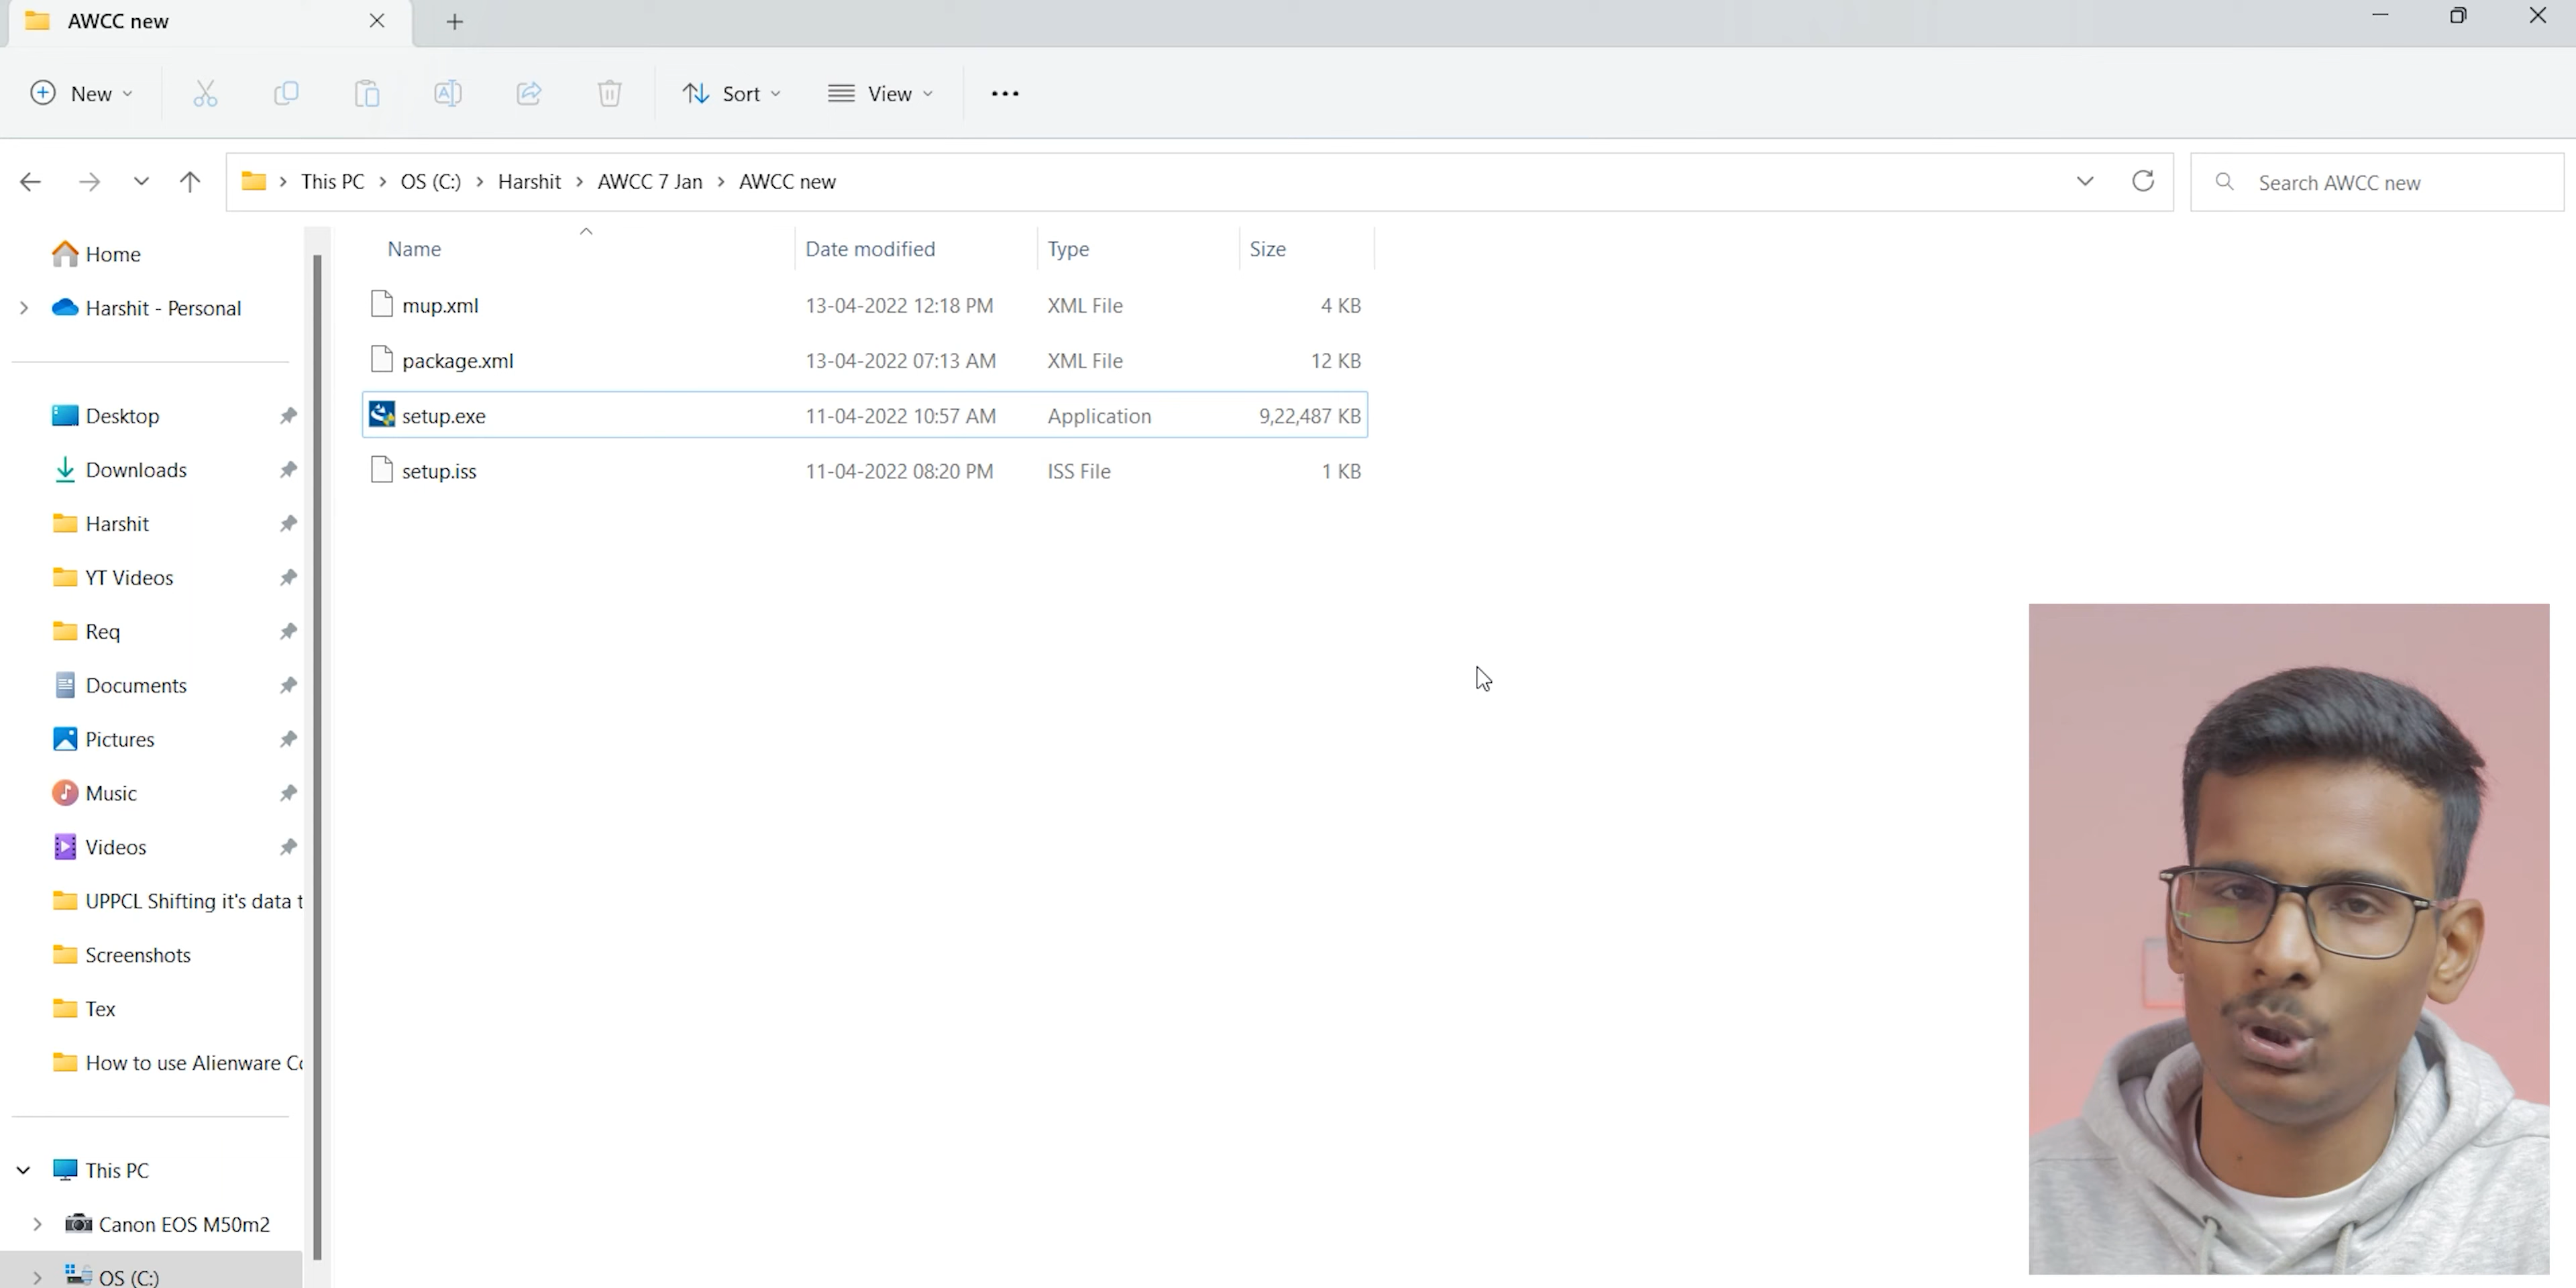 AWCC new
New
Sort
View
This PC > OS (C:) > Harshit > AWCC 7 Jan > AWCC new
Search AWCC new
Home
Harshit - Personal
Desktop
Downloads
Harshit
YT Videos
Req
Documents
Pictures
Music
Videos
UPPCL Shifting it's data t
Screenshots
Tex
How to use Alienware Co
This PC
Canon EOS M50m2
OS (C:)
Name Date modified Type Size
mup.xml 13-04-2022 12:18 PM XML File 4 KB
package.xml 13-04-2022 07:13 AM XML File 12 KB
setup.exe 11-04-2022 10:57 AM Application 9,22,487 KB
setup.iss 11-04-2022 08:20 PM ISS File 1 KB